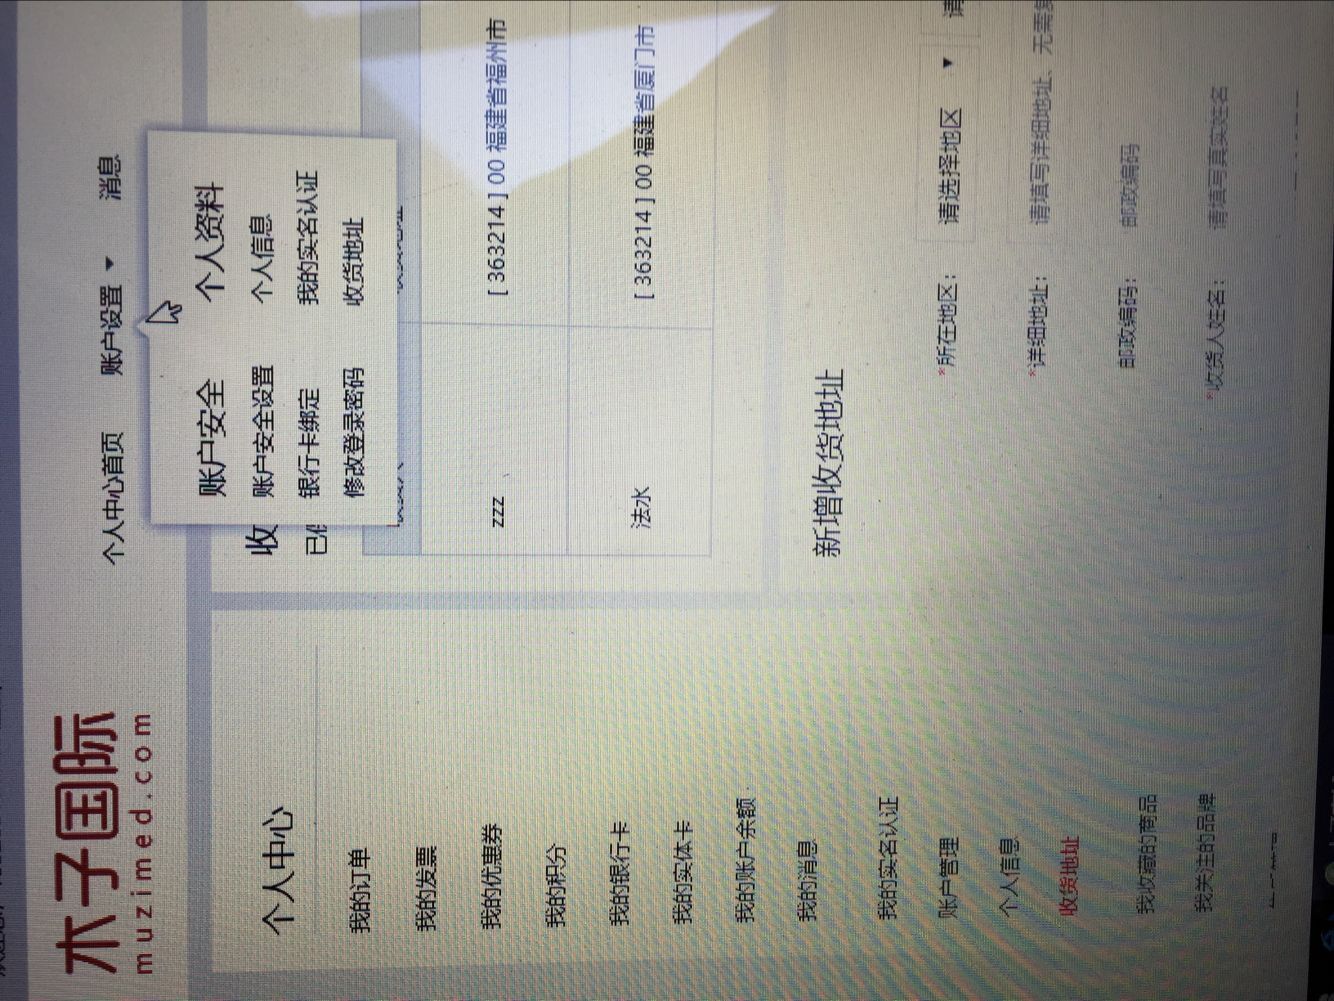 木子国际
muzimed.com
个人中心首页 账户设置 ▼ 消息
账户安全 个人资料
账户安全设置 个人信息
银行卡绑定 我的实名认证
修改登录密码 收货地址
收
zzz [ 363214 ] 00 福建省福州市
法水 [ 363214 ] 00 福建省厦门市
新增收货地址
*所在地区： 请选择地区 ▼
*详细地址： 请填写详细地址、无需
邮政编码： 邮政编码
*收货人姓名： 请填写真实姓名
个人中心
我的订单
我的发票
我的优惠券
我的积分
我的银行卡
我的实体卡
我的账户余额
我的消息
我的实名认证
账户管理
个人信息
收货地址
我收藏的商品
我关注的品牌